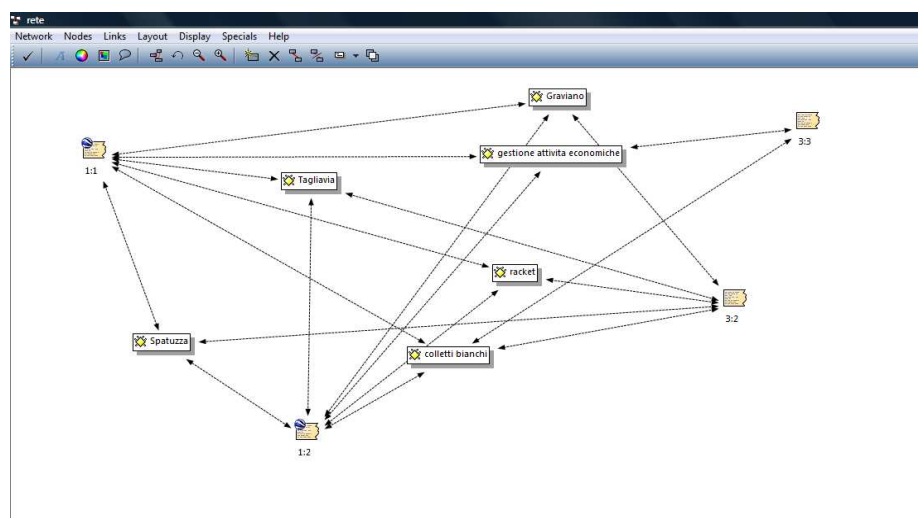 rete
Network Nodes Links Layout Display Specials Help
Graviano
3:3
gestione attivita economiche
1:1
Tagliavia
racket
3:2
Spatuzza
colletti bianchi
1:2